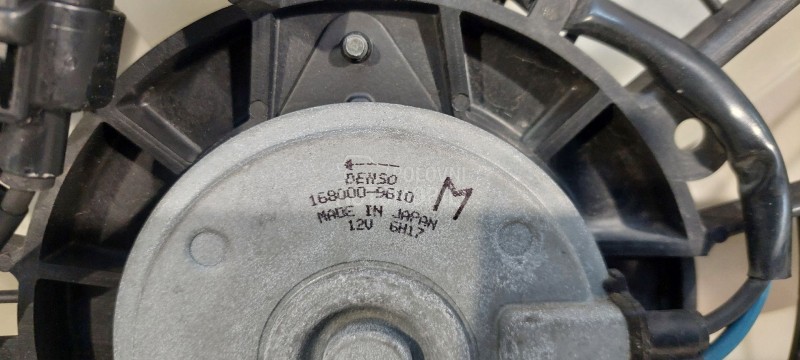 DENSO
168000-9610
M
MADE IN JAPAN
12V 6H17